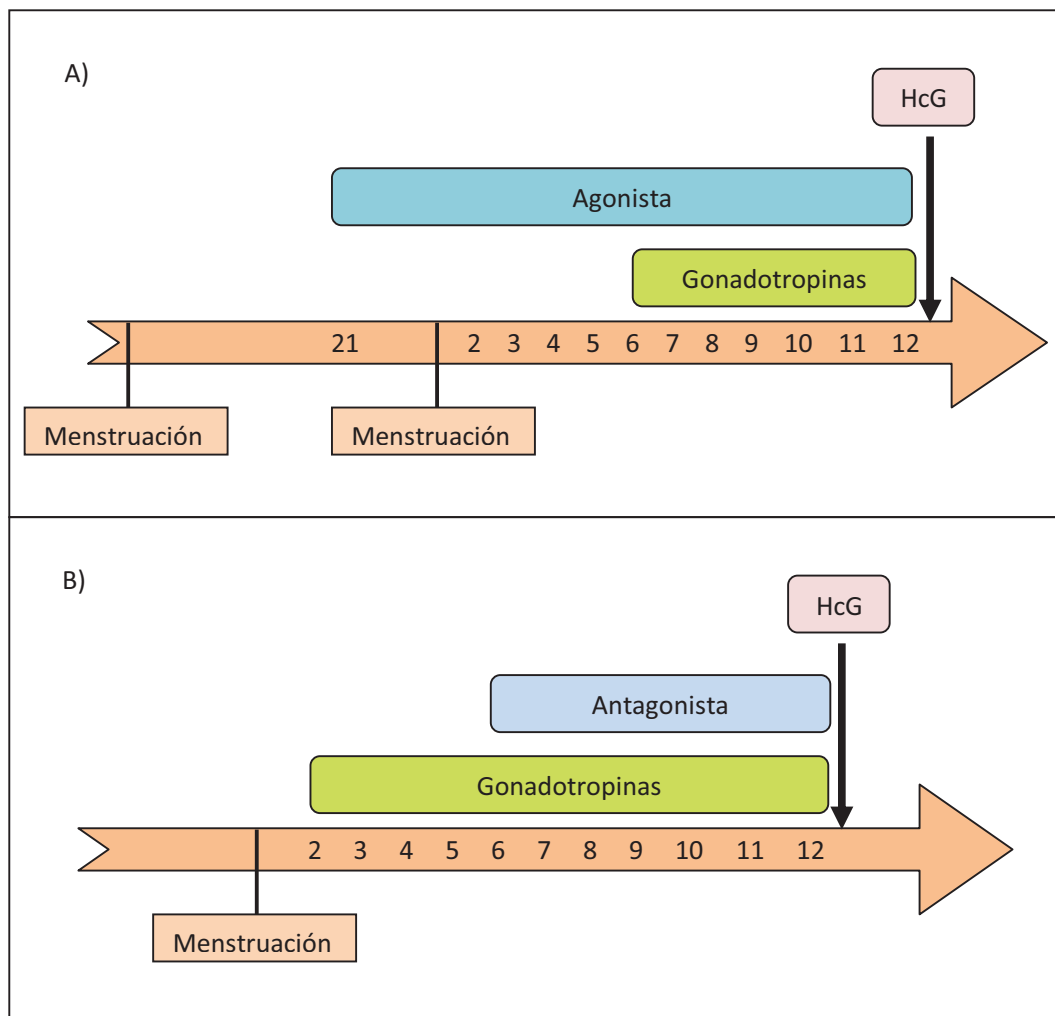 A)
HcG
Agonista
Gonadotropinas
21 2 3 4 5 6 7 8 9 10 11 12
Menstruación Menstruación
B)
HcG
Antagonista
Gonadotropinas
2 3 4 5 6 7 8 9 10 11 12
Menstruación